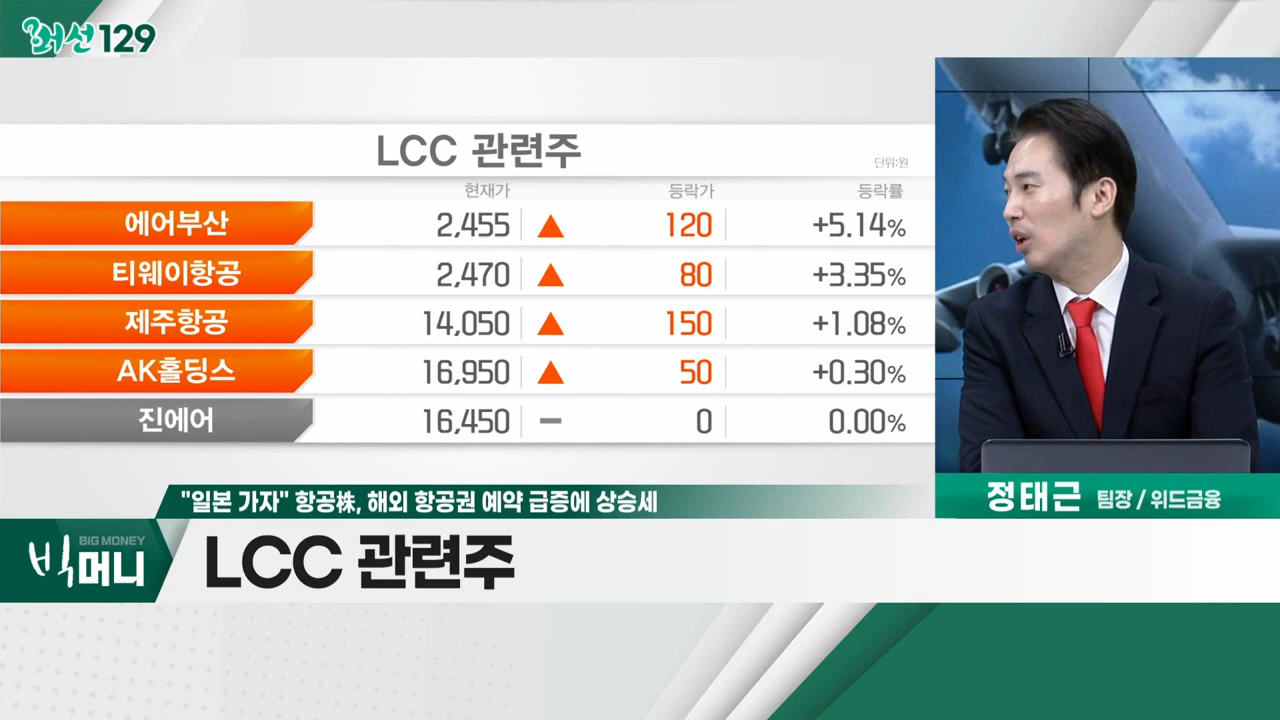 머선129
LCC 관련주
단위:원
현재가 등락가 등락률
에어부산 2,455 ▲ 120 +5.14%
티웨이항공 2,470 ▲ 80 +3.35%
제주항공 14,050 ▲ 150 +1.08%
AK홀딩스 16,950 ▲ 50 +0.30%
진에어 16,450 － 0 0.00%
정태근 팀장 / 위드금융
"일본 가자" 항공株, 해외 항공권 예약 급증에 상승세
BIG MONEY
빅머니
LCC 관련주